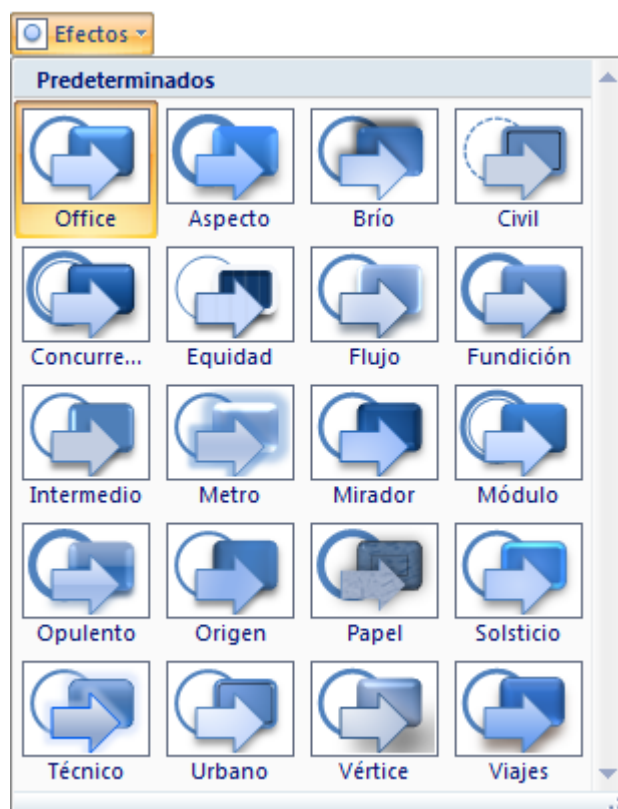 Efectos
Predeterminados
Office Aspecto Brío Civil
Concurre... Equidad Flujo Fundición
Intermedio Metro Mirador Módulo
Opulento Origen Papel Solsticio
Técnico Urbano Vértice Viajes